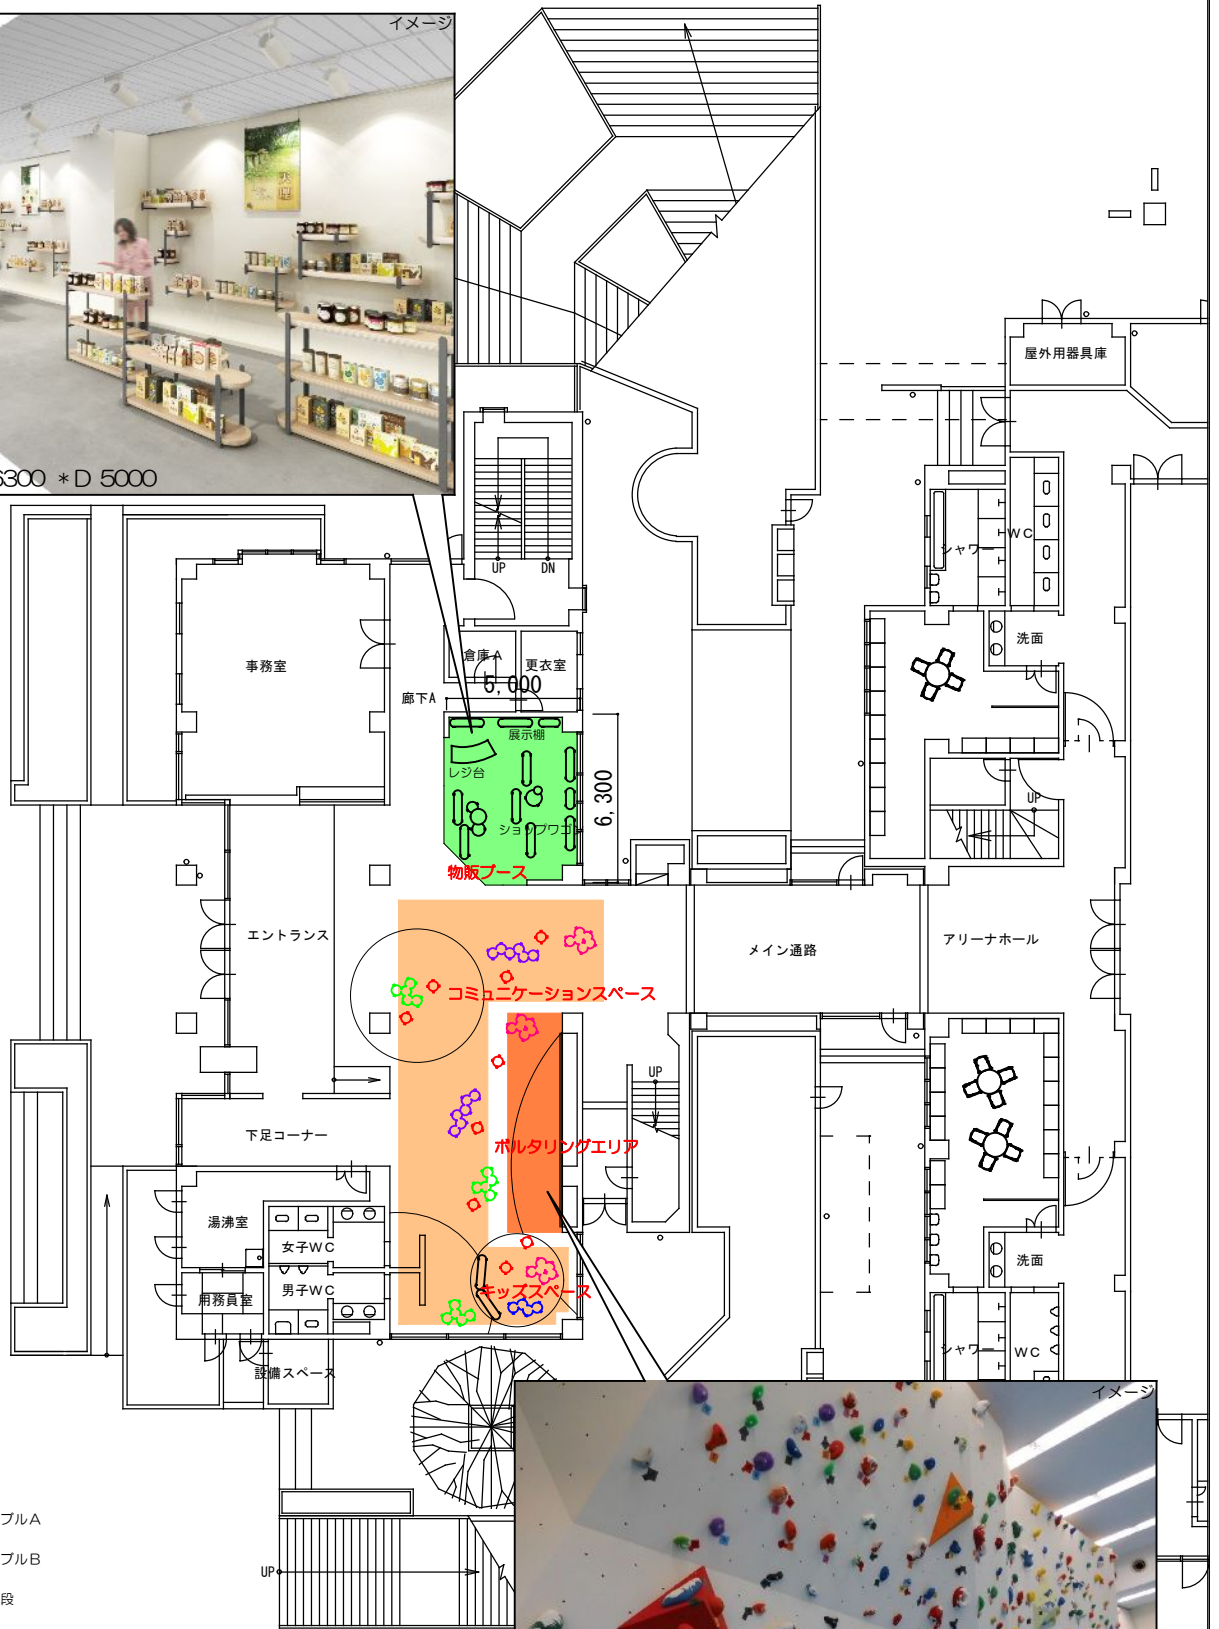 イメージ
天理
6300 *D 5000
屋外用器具庫
シャワー
WC
UP
DN
洗面
事務室
倉庫A
更衣室
廊下A
5,000
展示棚
レジ台
6,300
ショップワゴ
物販ブース
UP
エントランス
メイン通路
アリーナホール
コミュニケーションスペース
UP
下足コーナー
ボルタリングエリア
湯沸室
女子WC
男子WC
用務員室
キッズスペース
洗面
設備スペース
シャワー
WC
イメージ
ブルA
ブルB
段
UP